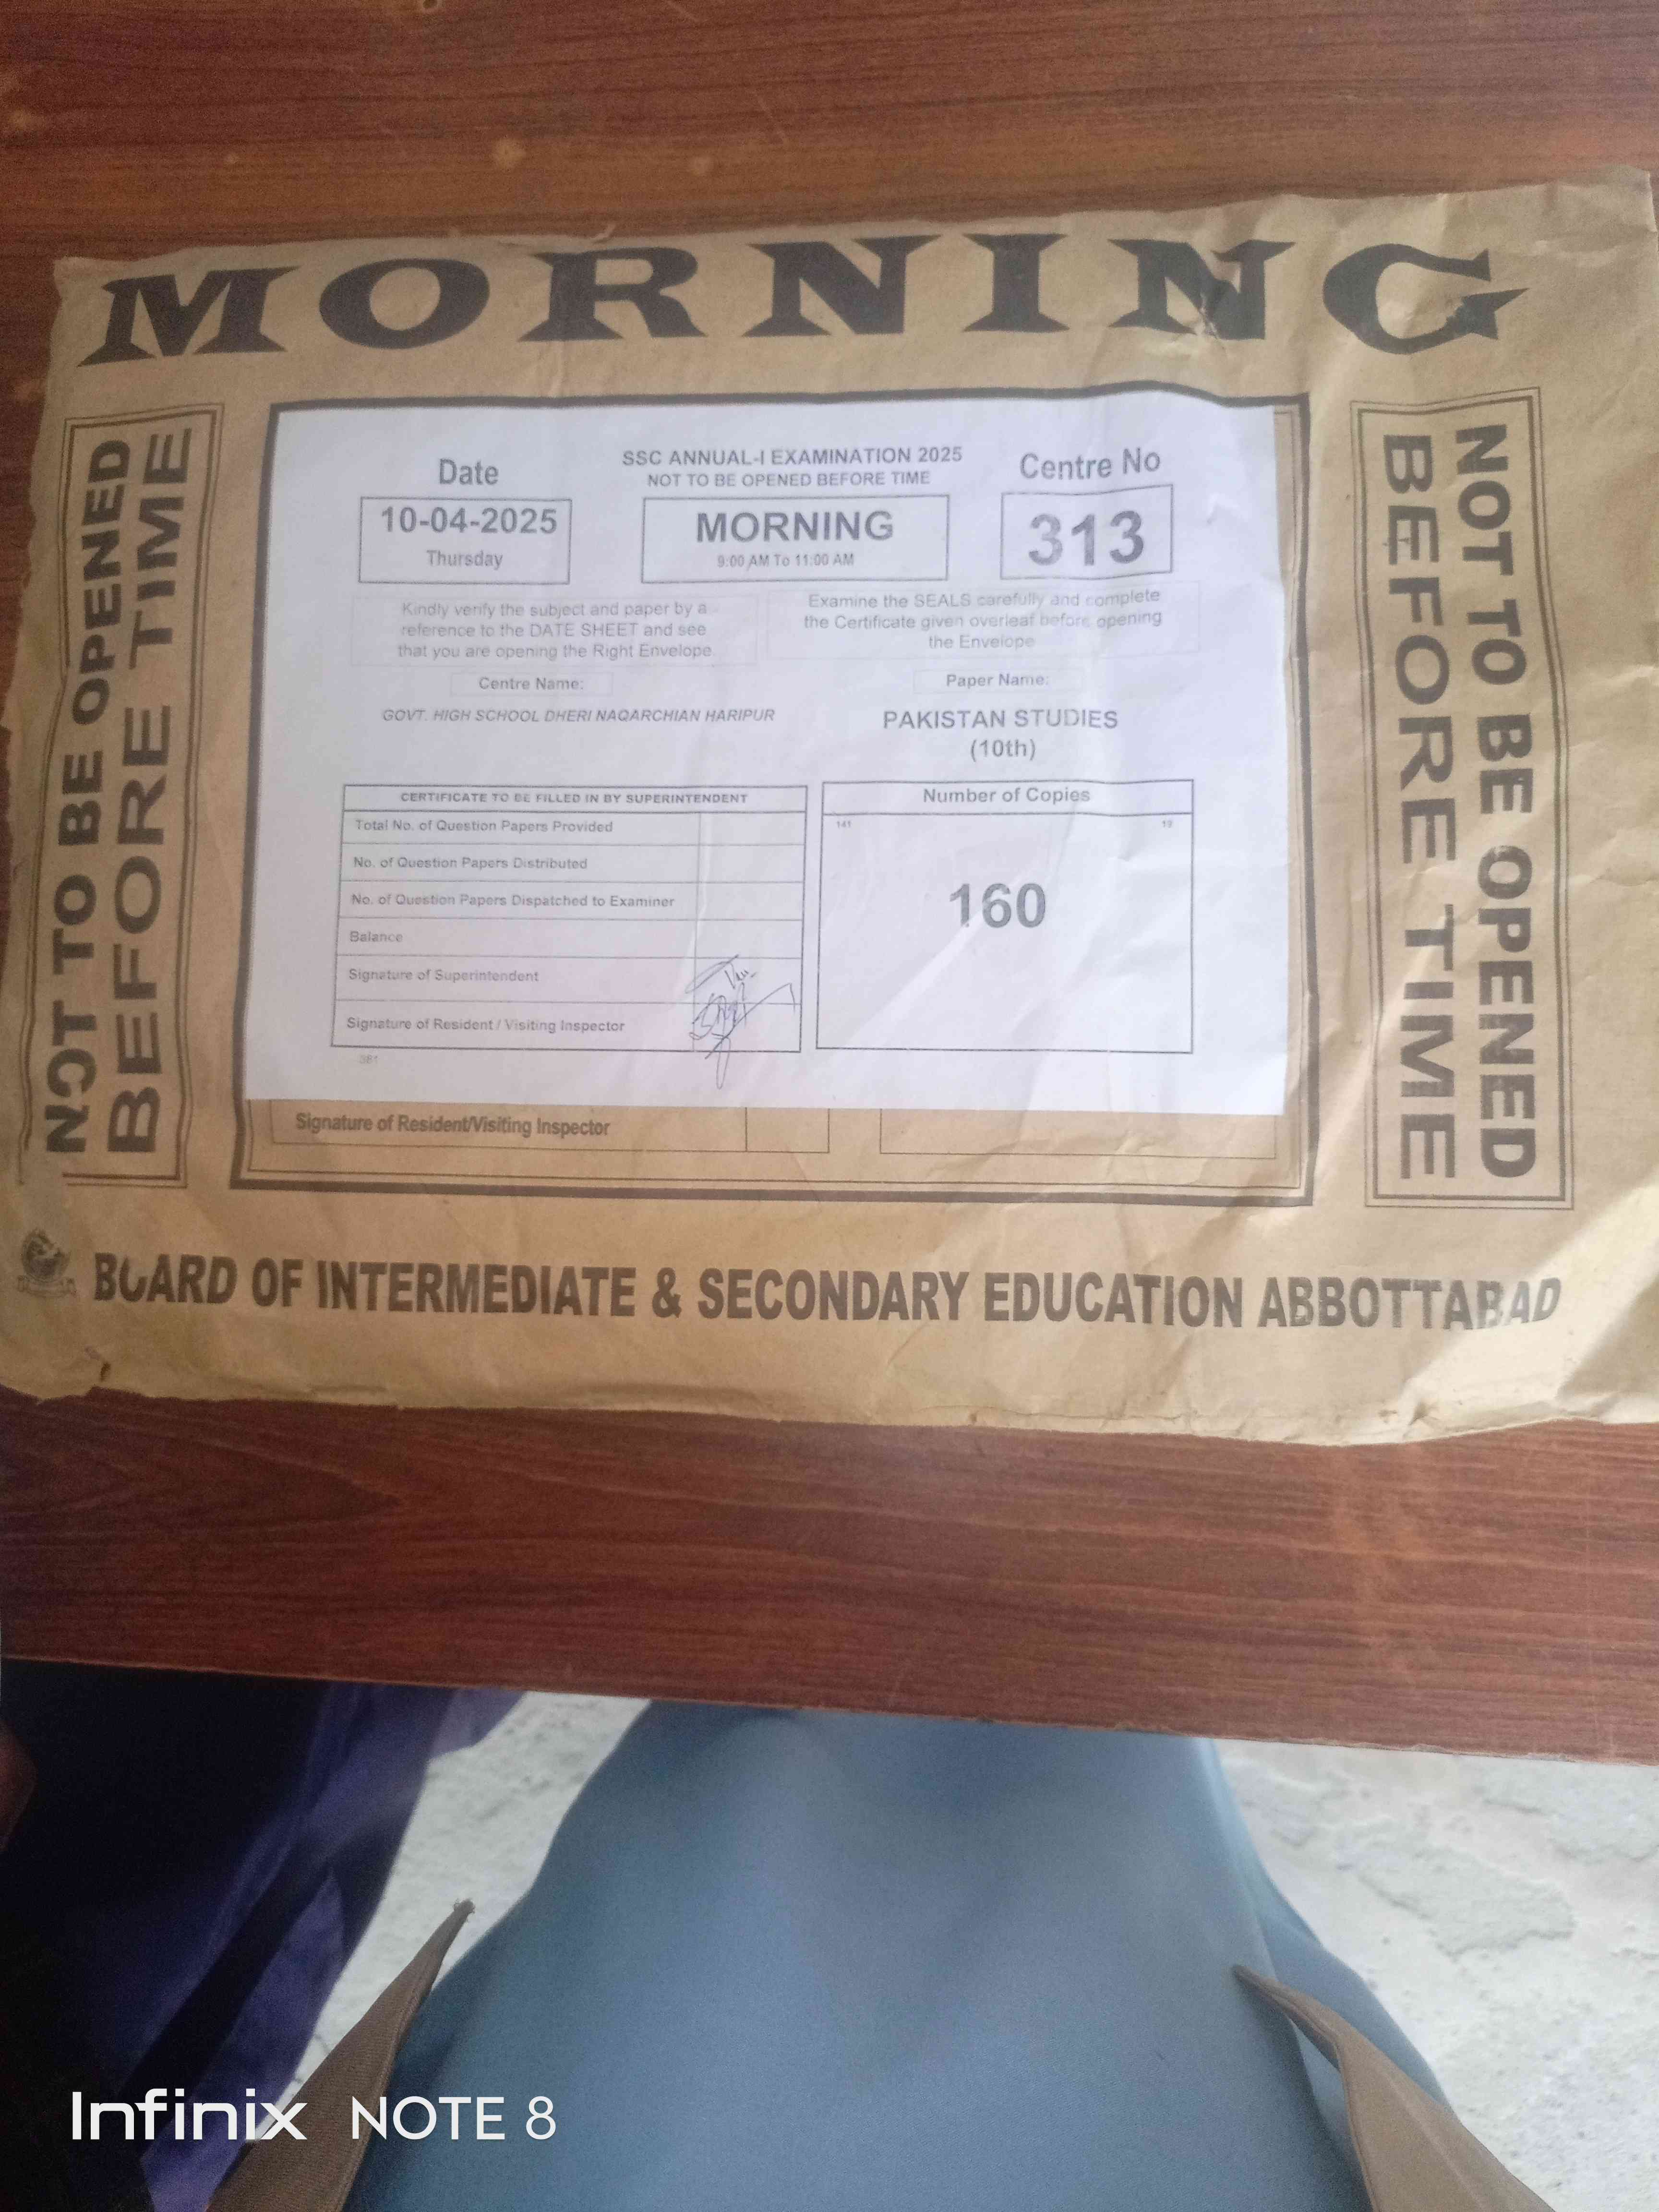 MORNING
NOT TO BE OPENED
BEFORE TIME
Date
10-04-2025
Thursday
SSC ANNUAL-I EXAMINATION 2025
NOT TO BE OPENED BEFORE TIME
MORNING
9:00 AM To 11:00 AM
Centre No
313
Kindly verify the subject and paper by a
reference to the DATE SHEET and see
that you are opening the Right Envelope
Examine the SEALS carefully and complete
the Certificate given overleaf before opening
the Envelope
Centre Name:
GOVT. HIGH SCHOOL DHERI NAQARCHIAN HARIPUR
Paper Name:
PAKISTAN STUDIES
(10th)
CERTIFICATE TO BE FILLED IN BY SUPERINTENDENT
Total No. of Question Papers Provided
No. of Question Papers Distributed
No. of Question Papers Dispatched to Examiner
Balance
Signature of Superintendent
Signature of Resident / Visiting Inspector
381
Number of Copies
141 19
160
Signature of Resident/Visiting Inspector
NOT TO BE OPENED
BEFORE TIME
BOARD OF INTERMEDIATE & SECONDARY EDUCATION ABBOTTABAD
Infinix NOTE 8